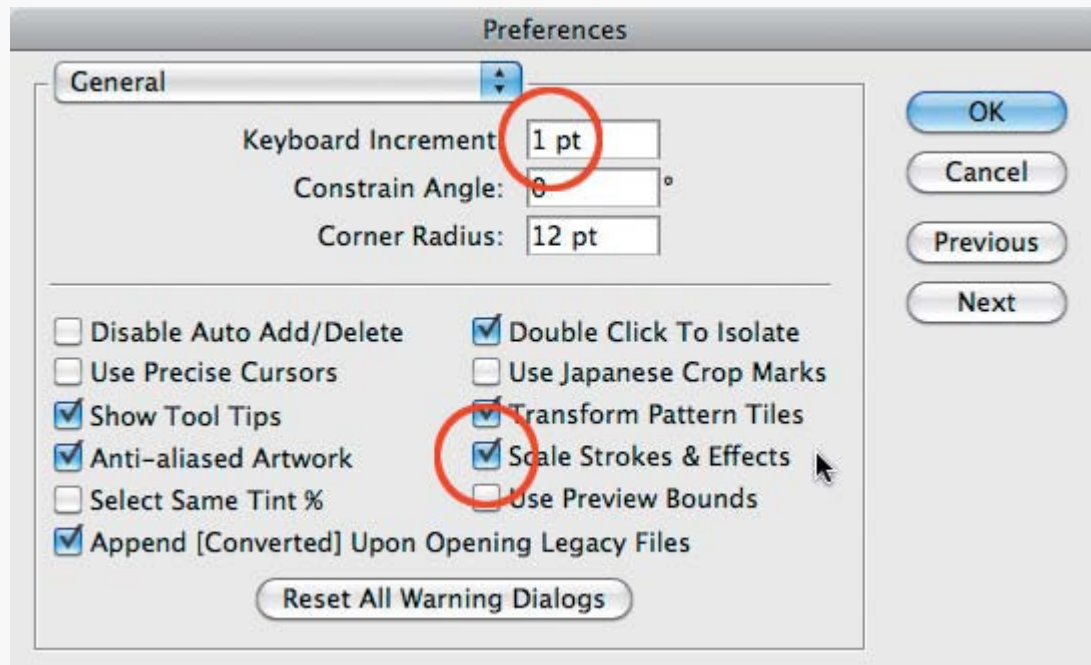 Preferences
General
Keyboard Increment: 1 pt
Constrain Angle: 0 °
Corner Radius: 12 pt
OK
Cancel
Previous
Next
Disable Auto Add/Delete
Double Click To Isolate
Use Precise Cursors
Use Japanese Crop Marks
Show Tool Tips
Transform Pattern Tiles
Anti-aliased Artwork
Scale Strokes & Effects
Select Same Tint %
Use Preview Bounds
Append [Converted] Upon Opening Legacy Files
Reset All Warning Dialogs